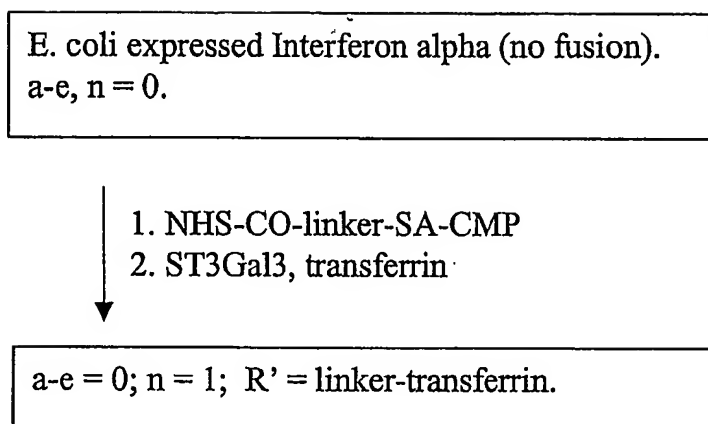 E. coli expressed Interferon alpha (no fusion).
a-e, n = 0.
1. NHS-CO-linker-SA-CMP
2. ST3Gal3, transferrin
a-e = 0; n = 1; R' = linker-transferrin.